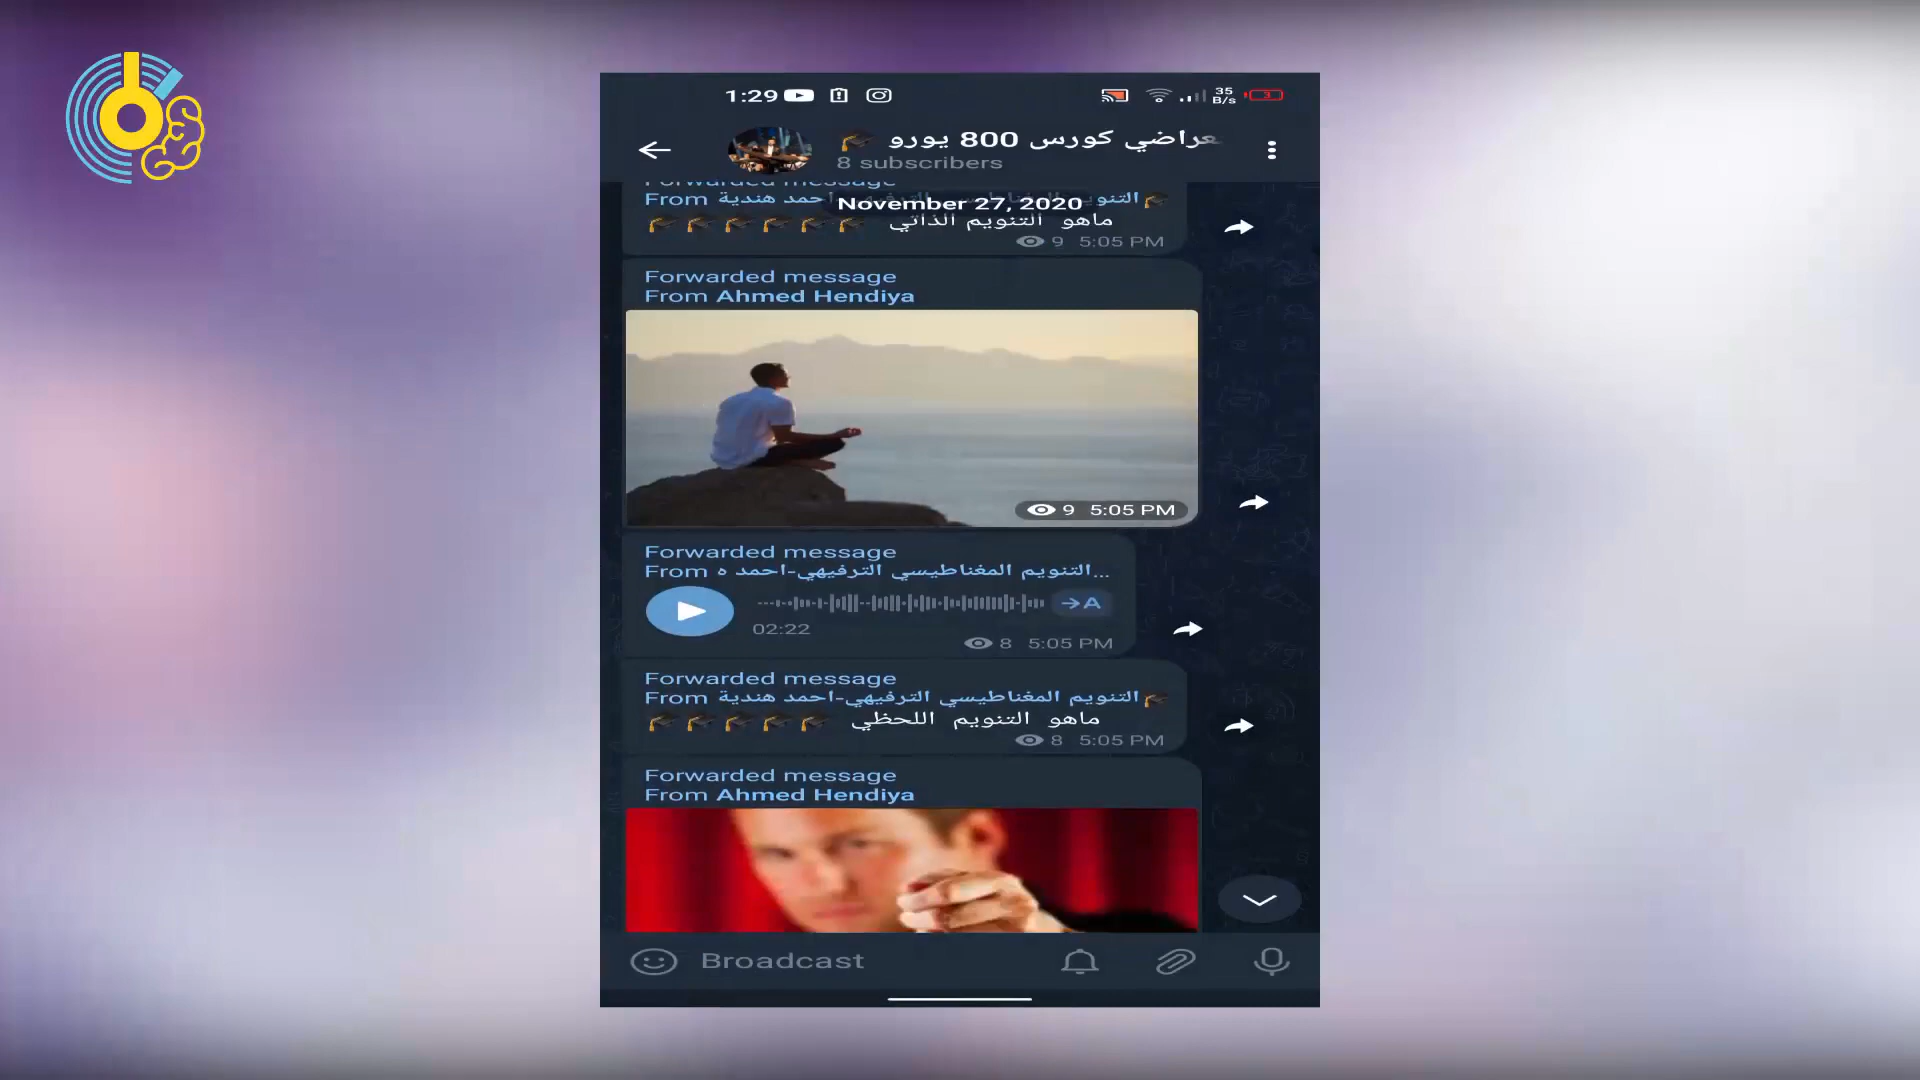 1:29
35 B/s
3
كورس 800 يورو 🎓
8 subscribers
Forwarded message
From
November 27, 2020
ماهو التنويم الذاتي 🎓🎓🎓🎓🎓🎓
9 5:05 PM
Forwarded message
From Ahmed Hendiya
9 5:05 PM
Forwarded message
From التنويم المغناطيسي الترفيهي-احمد ه...
→A
02:22
8 5:05 PM
Forwarded message
From 🎓التنويم المغناطيسي الترفيهي-احمد هندية
ماهو التنويم اللحظي 🎓🎓🎓🎓🎓
8 5:05 PM
Forwarded message
From Ahmed Hendiya
Broadcast